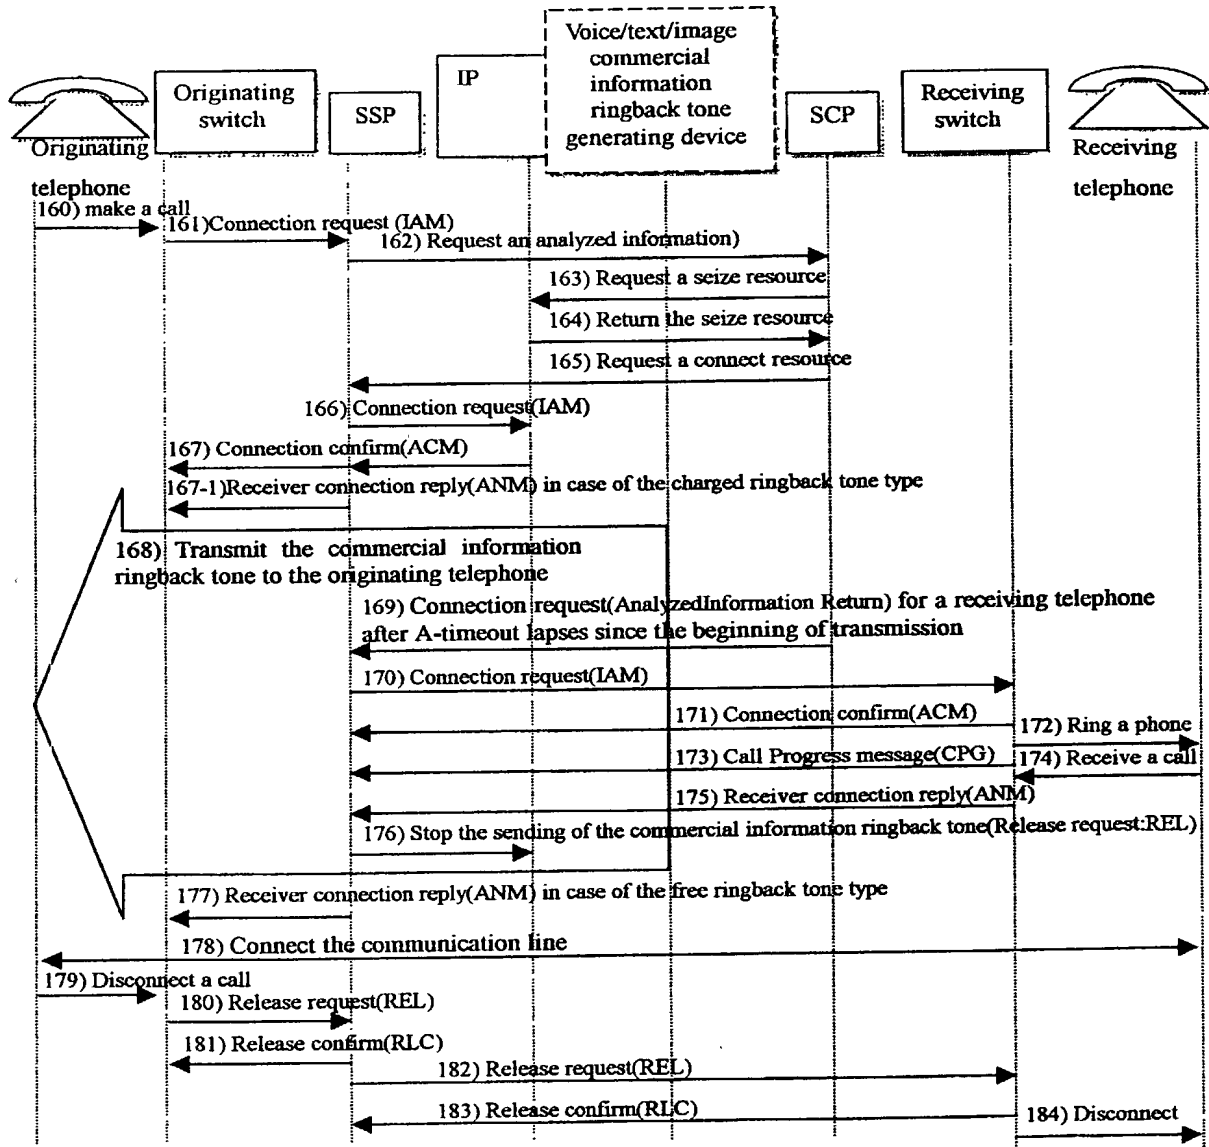 Voice/text/image
commercial
information
ringback tone
generating device
IP
Originating
switch
SSP
SCP
Receiving
switch
Originating
telephone
Receiving
telephone
160) make a call
161)Connection request (IAM)
162) Request an analyzed information)
163) Request a seize resource
164) Return the seize resource
165) Request a connect resource
166) Connection request(IAM)
167) Connection confirm(ACM)
167-1)Receiver connection reply(ANM) in case of the charged ringback tone type
168) Transmit the commercial information
ringback tone to the originating telephone
169) Connection request(AnalyzedInformation Return) for a receiving telephone
after A-timeout lapses since the beginning of transmission
170) Connection request(IAM)
171) Connection confirm(ACM)
172) Ring a phone
173) Call Progress message(CPG)
174) Receive a call
175) Receiver connection reply(ANM)
176) Stop the sending of the commercial information ringback tone(Release request:REL)
177) Receiver connection reply(ANM) in case of the free ringback tone type
178) Connect the communication line
179) Disconnect a call
180) Release request(REL)
181) Release confirm(RLC)
182) Release request(REL)
183) Release confirm(RLC)
184) Disconnect